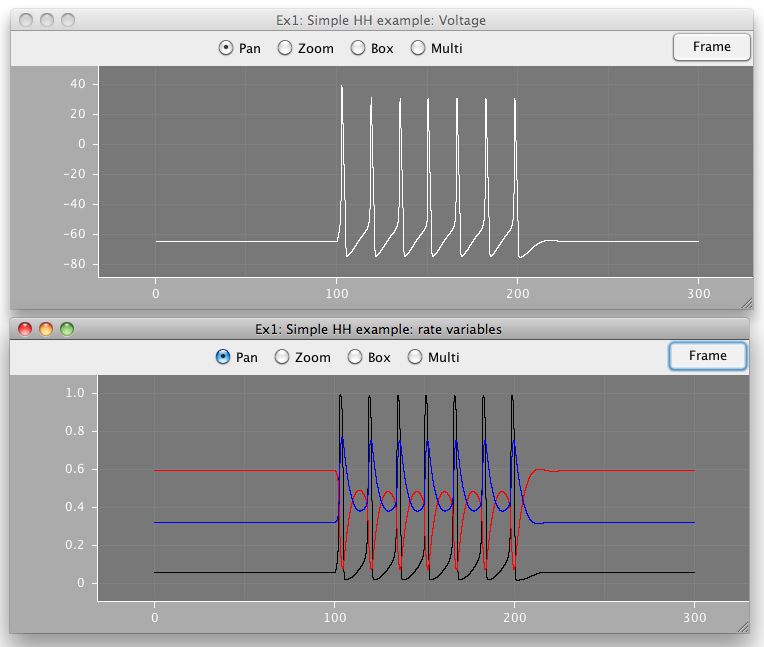 Ex1: Simple HH example: Voltage
Pan Zoom Box Multi Frame
40
20
0
-20
-40
-60
-80
0 100 200 300
Ex1: Simple HH example: rate variables
Pan Zoom Box Multi Frame
1.0
0.8
0.6
0.4
0.2
0
0 100 200 300